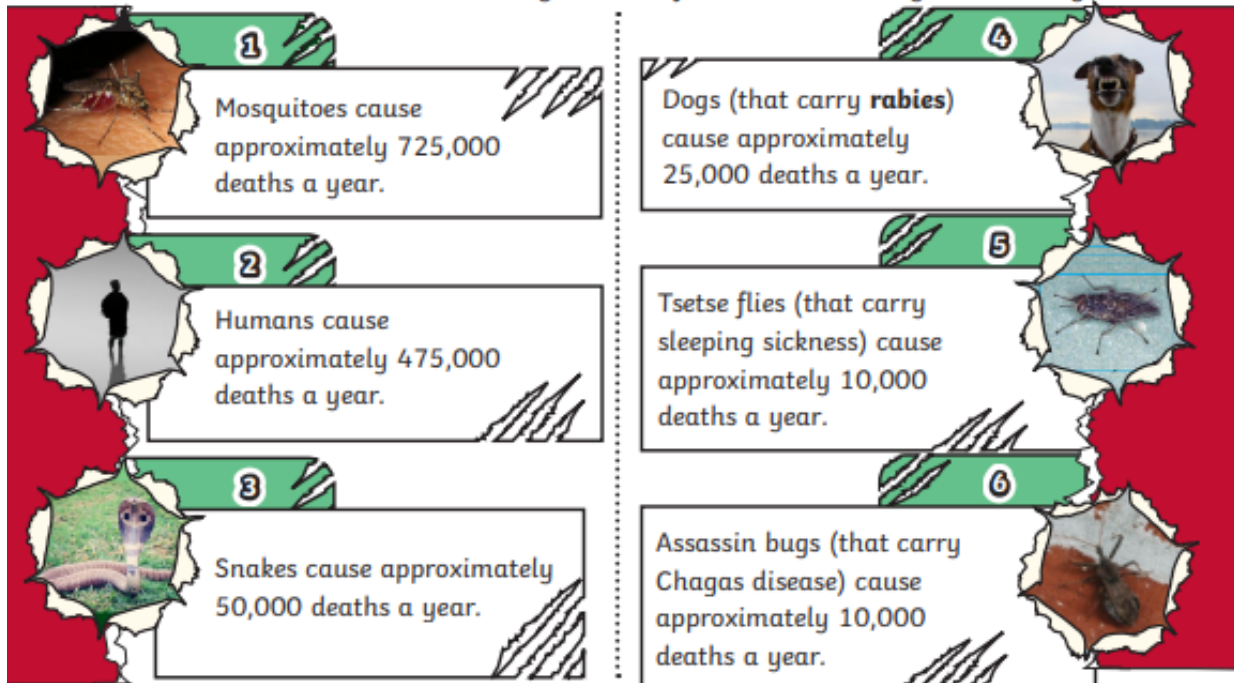 1
Mosquitoes cause
approximately 725,000
deaths a year.
2
Humans cause
approximately 475,000
deaths a year.
3
Snakes cause approximately
50,000 deaths a year.
4
Dogs (that carry rabies)
cause approximately
25,000 deaths a year.
5
Tsetse flies (that carry
sleeping sickness) cause
approximately 10,000
deaths a year.
6
Assassin bugs (that carry
Chagas disease) cause
approximately 10,000
deaths a year.